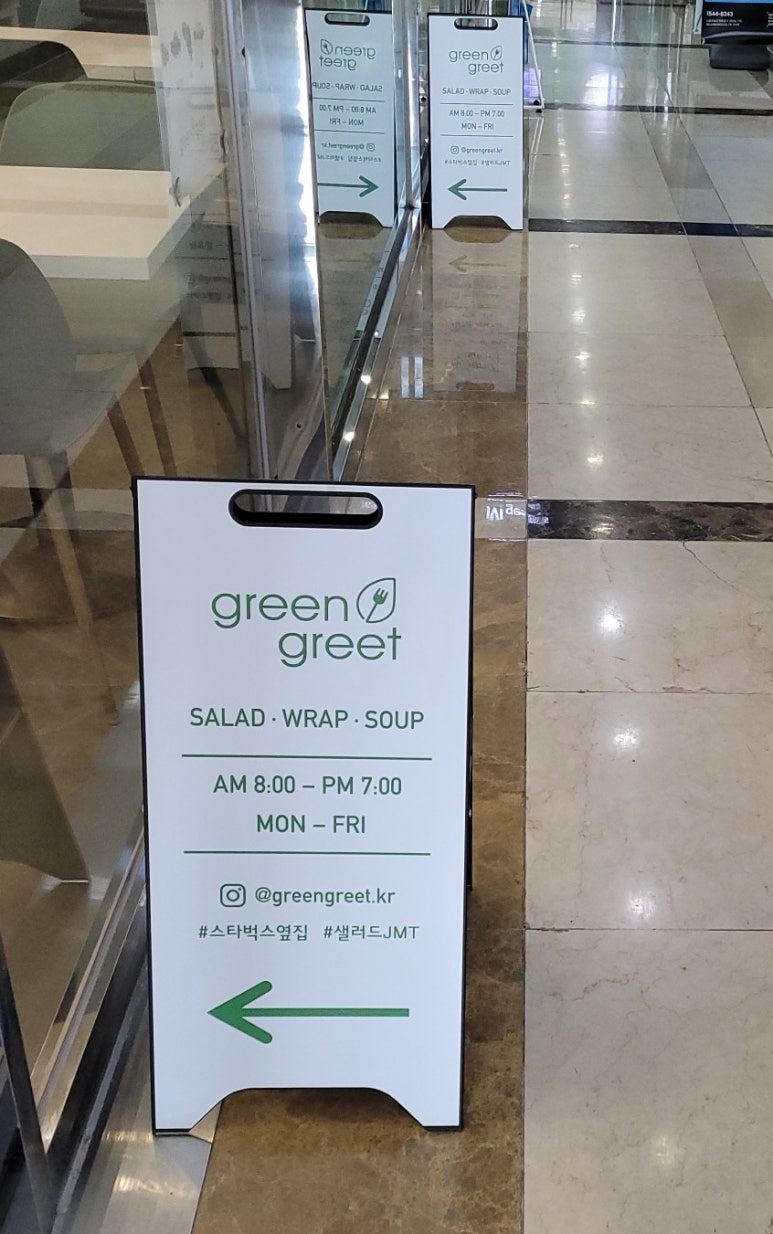 green
greet
SALAD · WRAP · SOUP
AM 8:00 – PM 7:00
MON – FRI
@greengreet.kr
#스타벅스옆집 #샐러드JMT
green
greet
SALAD · WRAP · SOUP
AM 8:00 – PM 7:00
MON – FRI
@greengreet.kr
#스타벅스옆집 #샐러드JMT
1544-8243